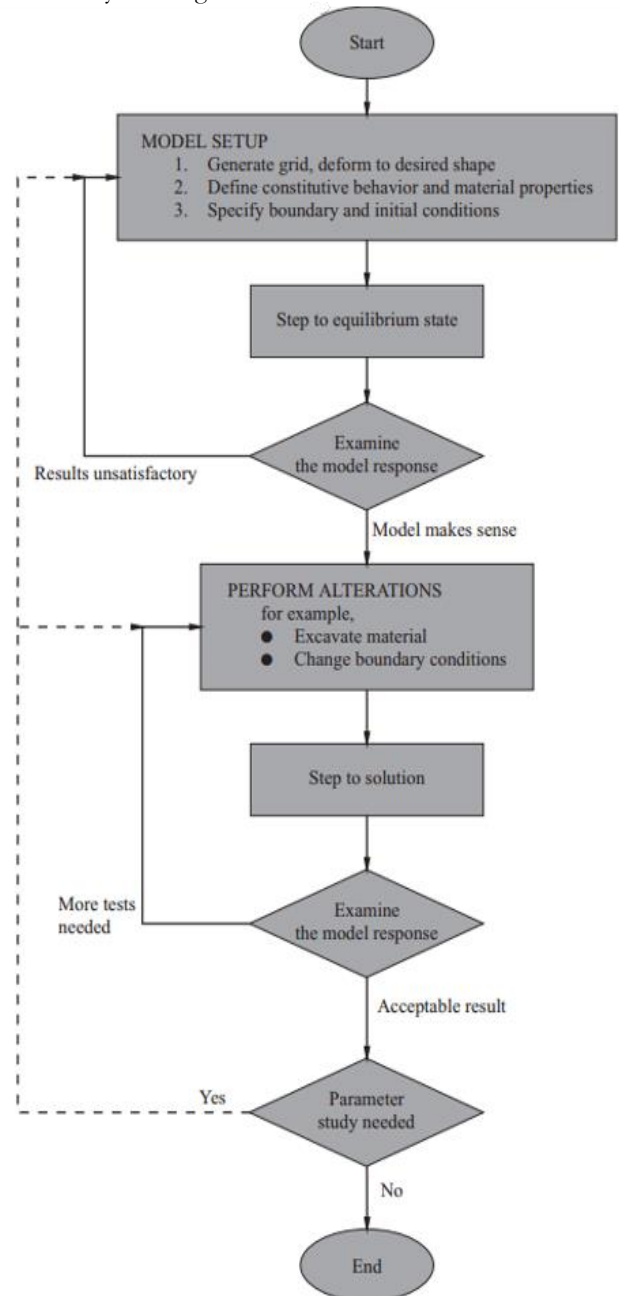 Start
MODEL SETUP
1. Generate grid, deform to desired shape
2. Define constitutive behavior and material properties
3. Specify boundary and initial conditions
Step to equilibrium state
Examine
the model response
Results unsatisfactory
Model makes sense
PERFORM ALTERATIONS
for example,
● Excavate material
● Change boundary conditions
Step to solution
More tests
needed
Examine
the model response
Acceptable result
Yes
Parameter
study needed
No
End